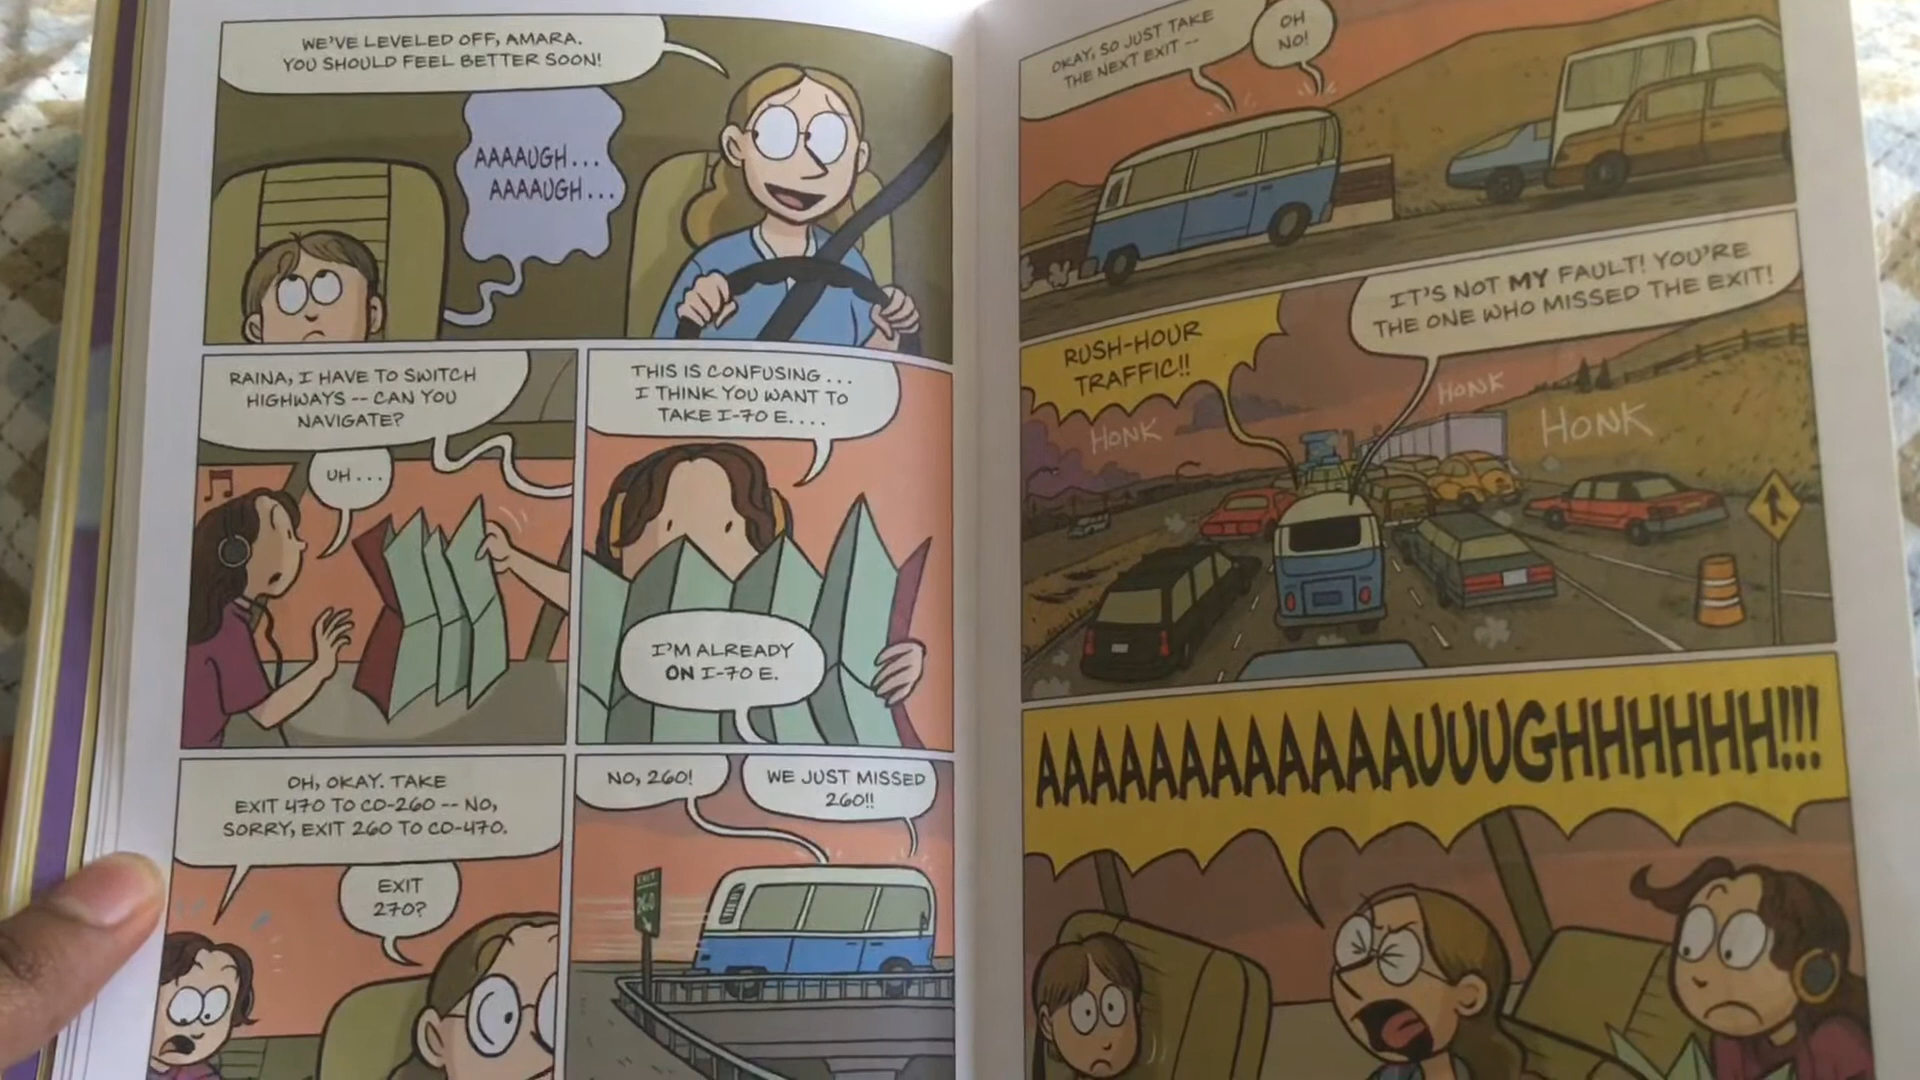 WE'VE LEVELED OFF, AMARA.
YOU SHOULD FEEL BETTER SOON!
AAAAUGH...
AAAAUGH...
RAINA, I HAVE TO SWITCH
HIGHWAYS -- CAN YOU
NAVIGATE?
UH...
THIS IS CONFUSING...
I THINK YOU WANT TO
TAKE I-70 E....
I'M ALREADY
ON I-70 E.
OH, OKAY. TAKE
EXIT 470 TO CO-260 -- NO,
SORRY, EXIT 260 TO CO-470.
EXIT
270?
NO, 260!
WE JUST MISSED
260!!
EXIT
260
OKAY, SO JUST TAKE
THE NEXT EXIT --
OH
NO!
RUSH-HOUR
TRAFFIC!!
IT'S NOT MY FAULT! YOU'RE
THE ONE WHO MISSED THE EXIT!
HONK
HONK
HONK
AAAAAAAAAAAAAUUUGHHHHHH!!!